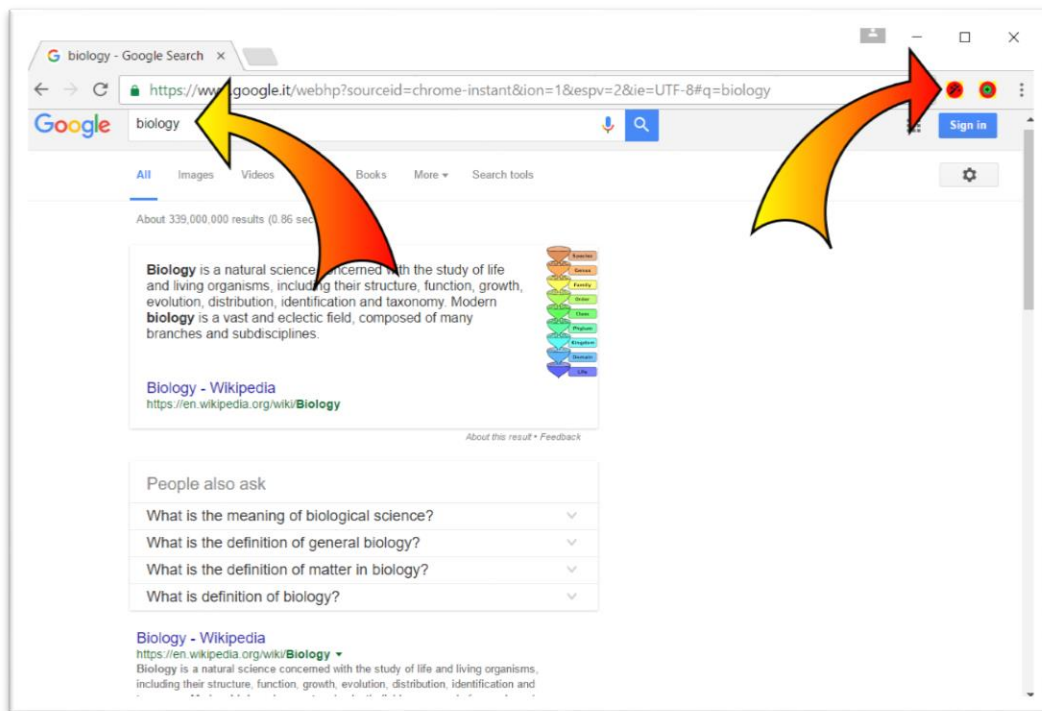 biology - Google Search
https://www.google.it/webhp?sourceid=chrome-instant&ion=1&espv=2&ie=UTF-8#q=biology
Google
biology
Sign in
All Images Videos Books More Search tools
About 339,000,000 results (0.86
Biology is a natural science concerned with the study of life
and living organisms, including their structure, function, growth,
evolution, distribution, identification and taxonomy. Modern
biology is a vast and eclectic field, composed of many
branches and subdisciplines.
Species
Genus
Family
Order
Class
Phylum
Kingdom
Domain
Life
Biology - Wikipedia
https://en.wikipedia.org/wiki/Biology
About this result • Feedback
People also ask
What is the meaning of biological science?
What is the definition of general biology?
What is the definition of matter in biology?
What is definition of biology?
Biology - Wikipedia
https://en.wikipedia.org/wiki/Biology
Biology is a natural science concerned with the study of life and living organisms,
including their structure, function, growth, evolution, distribution, identification and